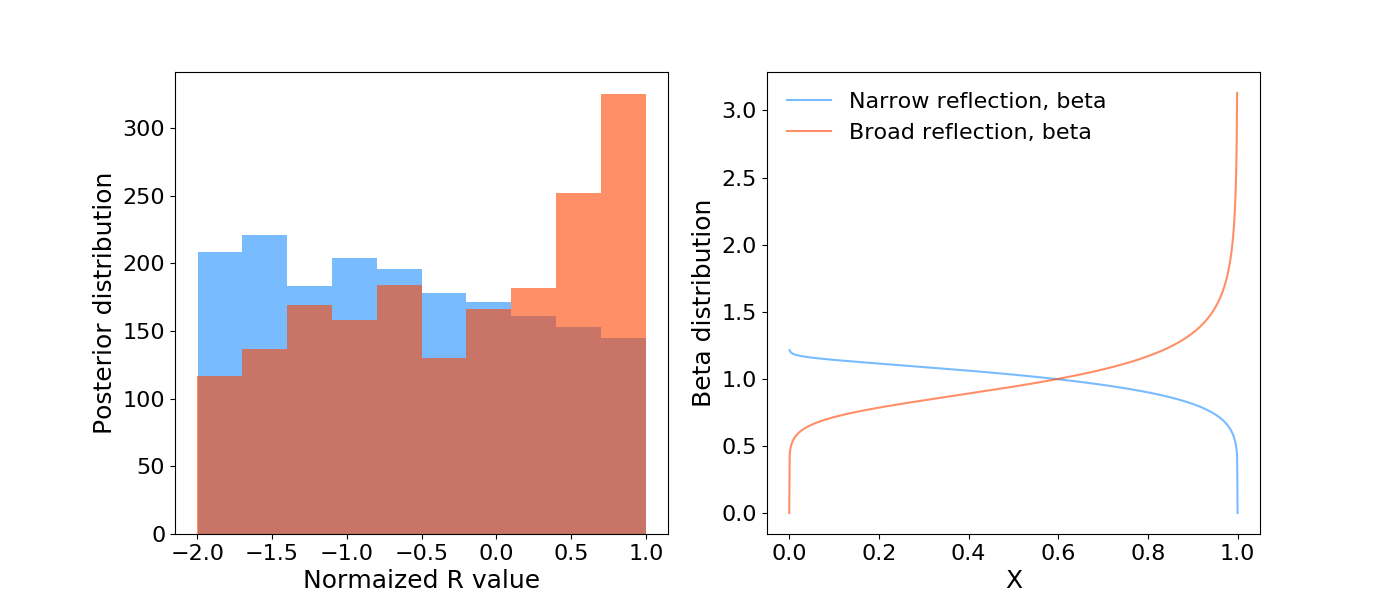 Posterior distribution
300
250
200
150
100
50
0
−2.0 −1.5 −1.0 −0.5 0.0 0.5 1.0
Normaized R value
Beta distribution
3.0
2.5
2.0
1.5
1.0
0.5
0.0
Narrow reflection, beta
Broad reflection, beta
0.0 0.2 0.4 0.6 0.8 1.0
X